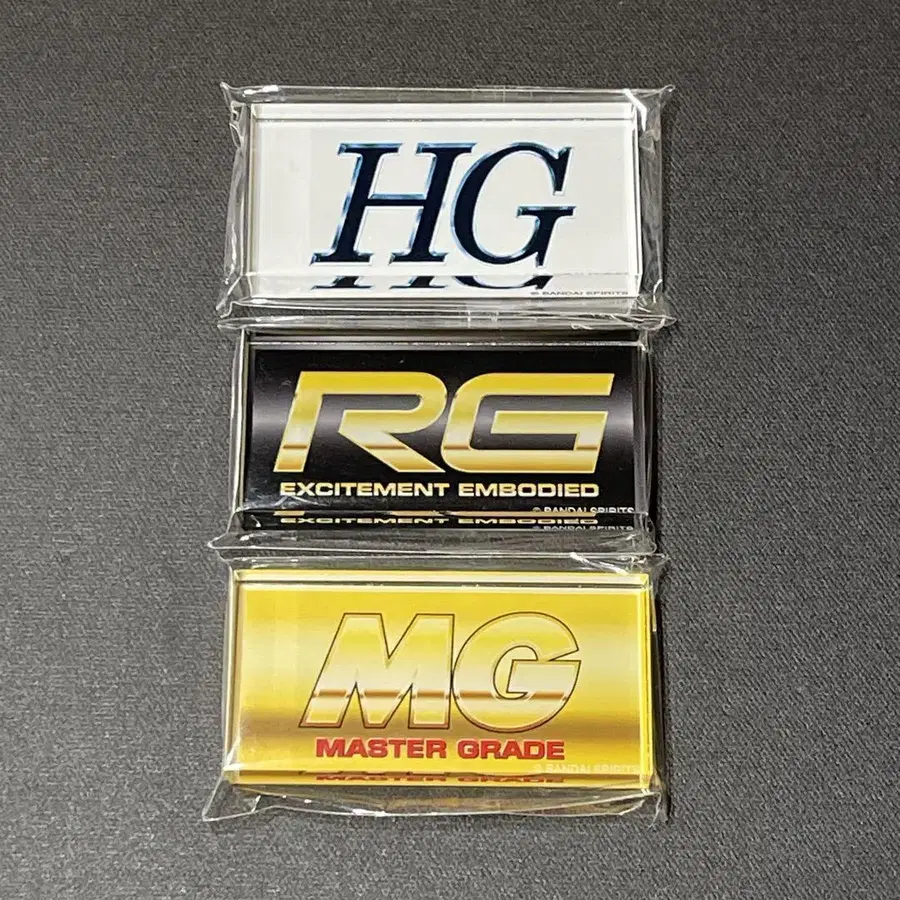 HG
© BANDAI SPIRITS
RG
EXCITEMENT EMBODIED
© BANDAI SPIRITS
MG
MASTER GRADE
© BANDAI SPIRITS